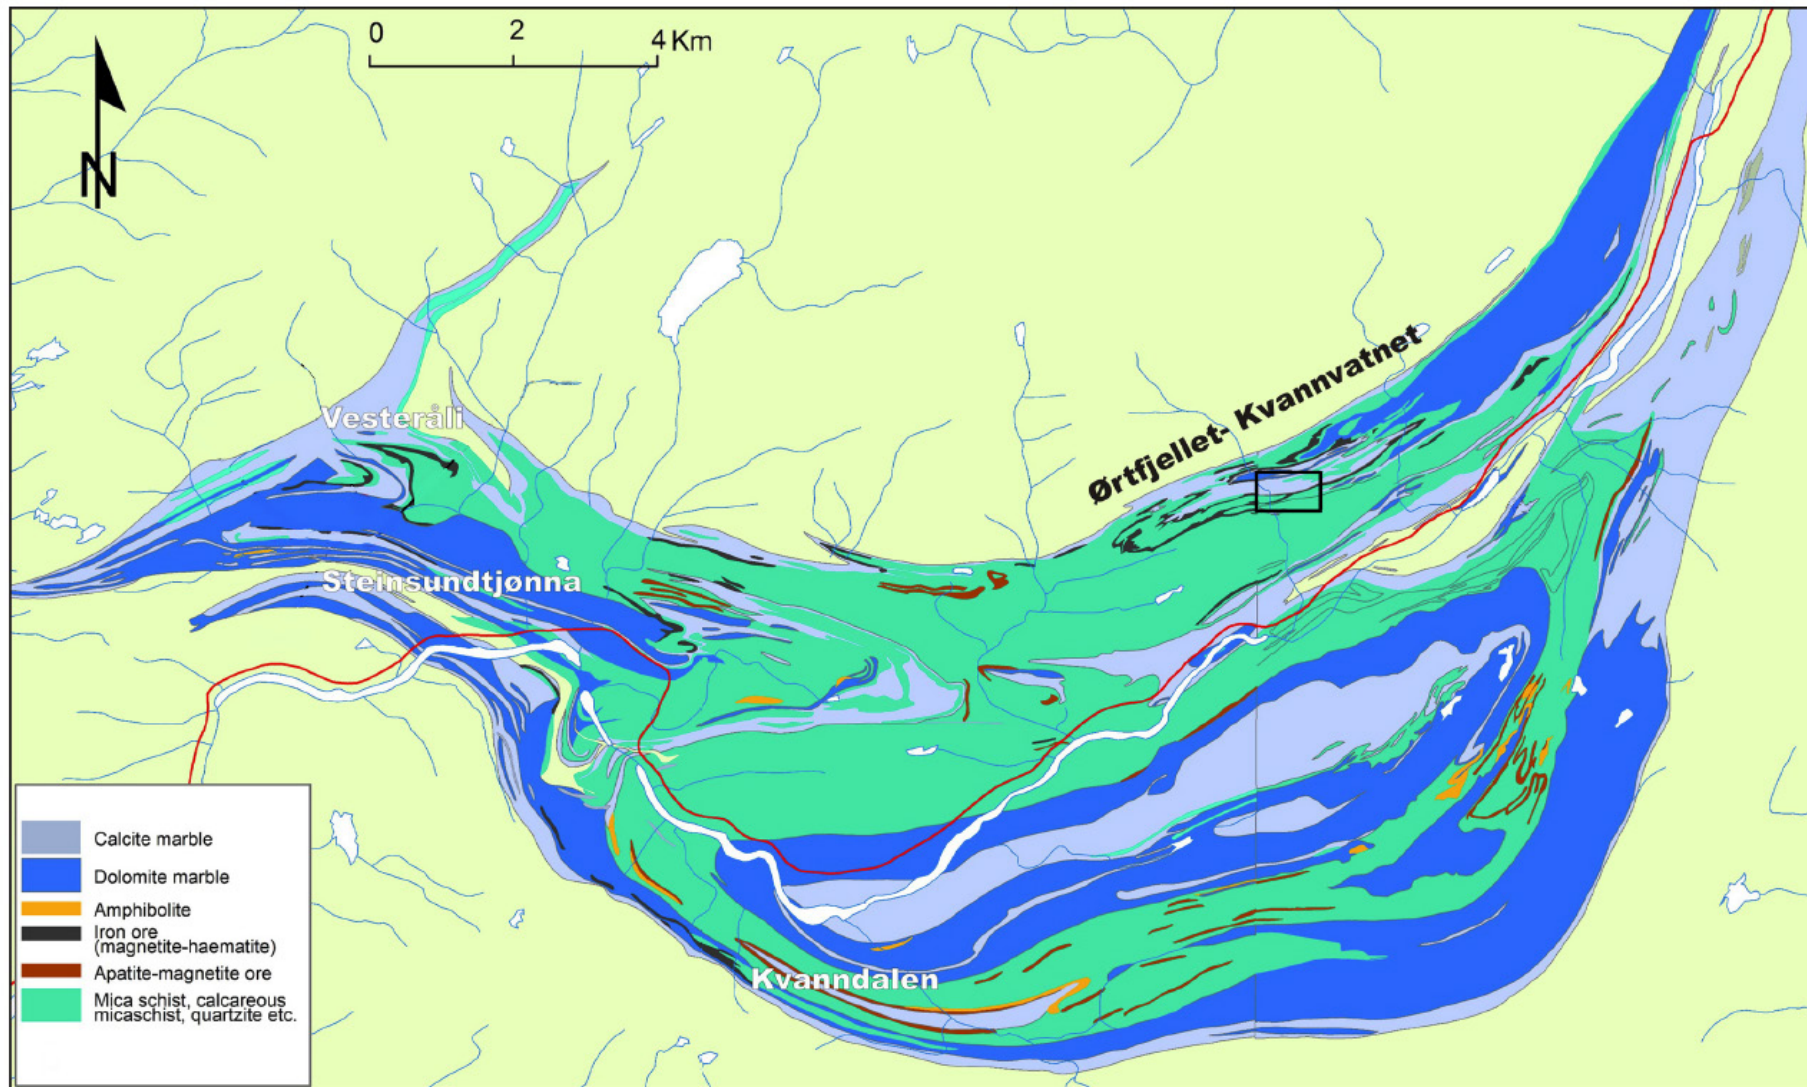 0 2 4 Km
N
Ørtfjellet- Kvannvatnet
Vesteråli
Steinsundtjønna
Kvanndalen
Calcite marble
Dolomite marble
Amphibolite
Iron ore
(magnetite-haematite)
Apatite-magnetite ore
Mica schist, calcareous
micaschist, quartzite etc.